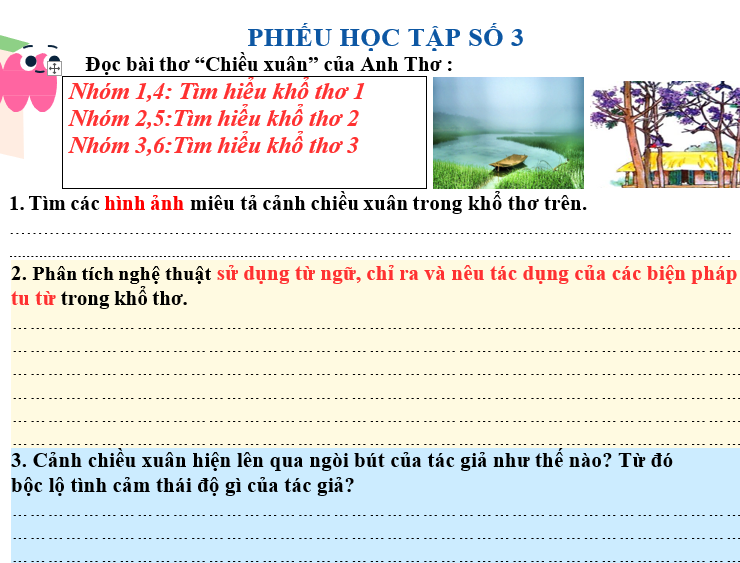 PHIẾU HỌC TẬP SỐ 3
Đọc bài thơ “Chiều xuân” của Anh Thơ :
Nhóm 1,4: Tìm hiểu khổ thơ 1
Nhóm 2,5:Tìm hiểu khổ thơ 2
Nhóm 3,6:Tìm hiểu khổ thơ 3
1. Tìm các hình ảnh miêu tả cảnh chiều xuân trong khổ thơ trên.
2. Phân tích nghệ thuật sử dụng từ ngữ, chỉ ra và nêu tác dụng của các biện pháp
tu từ trong khổ thơ.
3. Cảnh chiều xuân hiện lên qua ngòi bút của tác giả như thế nào? Từ đó
bộc lộ tình cảm thái độ gì của tác giả?